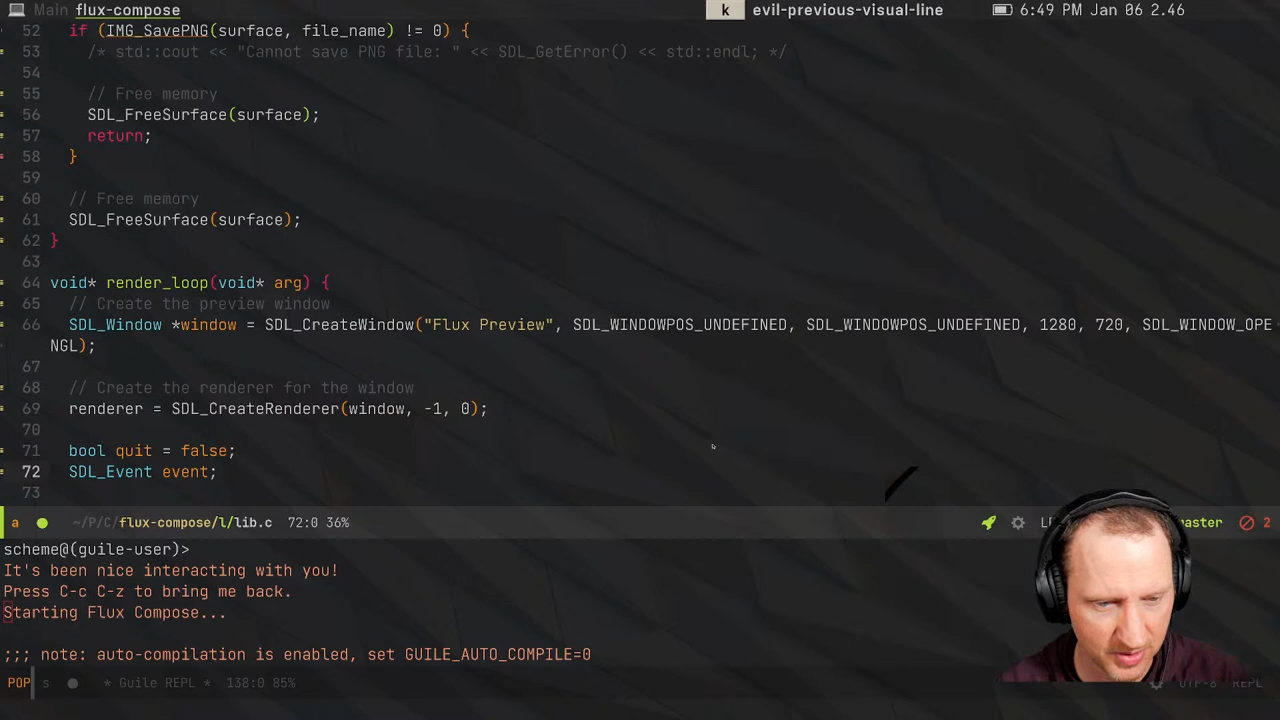 Main flux-compose k evil-previous-visual-line 6:49 PM Jan 06 2.46
52 if (IMG_SavePNG(surface, file_name) != 0) {
53 /* std::cout << "Cannot save PNG file: " << SDL_GetError() << std::endl; */
54
55 // Free memory
56 SDL_FreeSurface(surface);
57 return;
58 }
59
60 // Free memory
61 SDL_FreeSurface(surface);
62 }
63
64 void* render_loop(void* arg) {
65 // Create the preview window
66 SDL_Window *window = SDL_CreateWindow("Flux Preview", SDL_WINDOWPOS_UNDEFINED, SDL_WINDOWPOS_UNDEFINED, 1280, 720, SDL_WINDOW_OPE
NGL);
67
68 // Create the renderer for the window
69 renderer = SDL_CreateRenderer(window, -1, 0);
70
71 bool quit = false;
72 SDL_Event event;
73
a ~/P/C/flux-compose/l/lib.c 72:0 36% master 2
scheme@(guile-user)>
It's been nice interacting with you!
Press C-c C-z to bring me back.
Starting Flux Compose...
;;; note: auto-compilation is enabled, set GUILE_AUTO_COMPILE=0
POP s * Guile REPL * 138:0 85% UTF-8 REPL